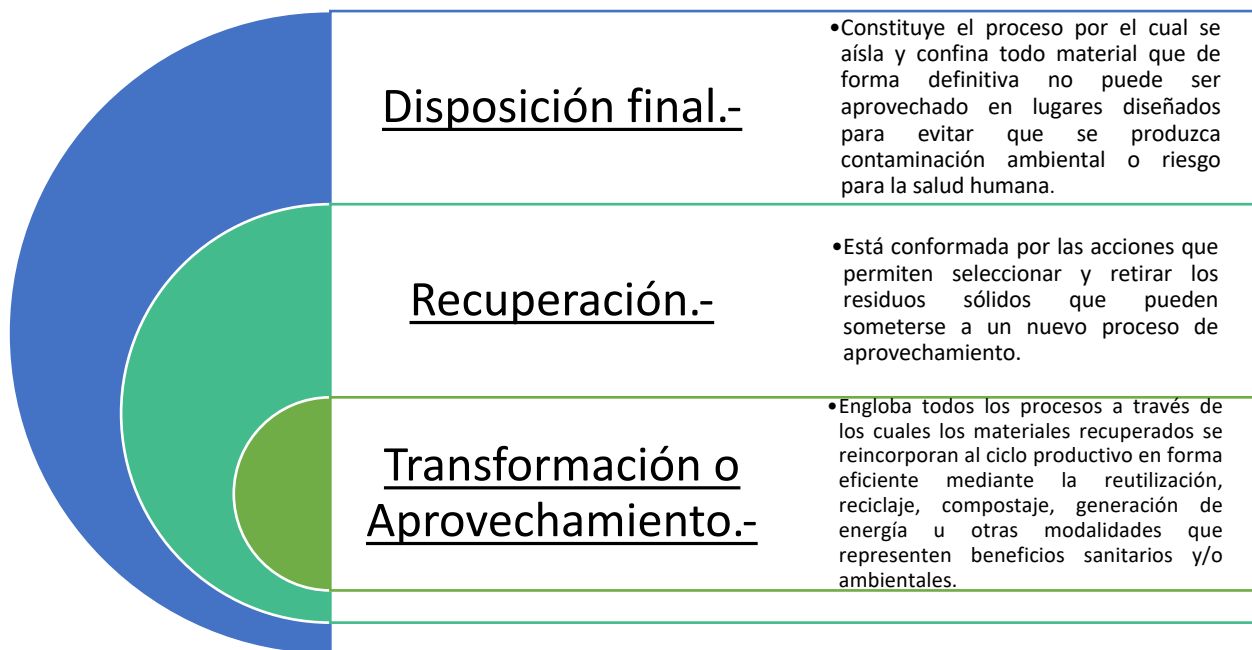 Disposición final.-
•Constituye el proceso por el cual se
aísla y confina todo material que de
forma definitiva no puede ser
aprovechado en lugares diseñados
para evitar que se produzca
contaminación ambiental o riesgo
para la salud humana.
Recuperación.-
•Está conformada por las acciones que
permiten seleccionar y retirar los
residuos sólidos que pueden
someterse a un nuevo proceso de
aprovechamiento.
Transformación o
Aprovechamiento.-
•Engloba todos los procesos a través de
los cuales los materiales recuperados se
reincorporan al ciclo productivo en forma
eficiente mediante la reutilización,
reciclaje, compostaje, generación de
energía u otras modalidades que
representen beneficios sanitarios y/o
ambientales.